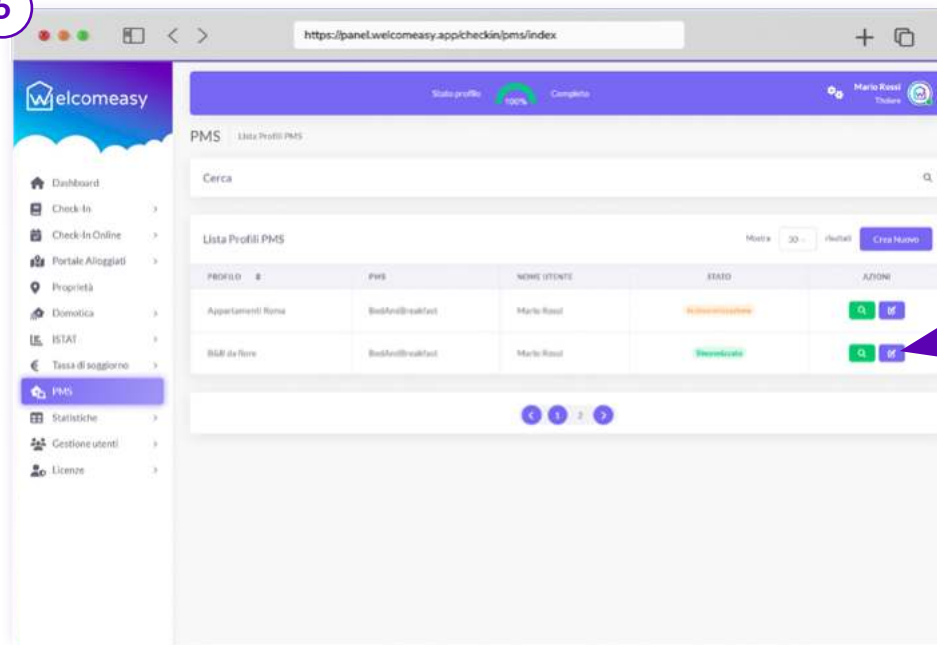 https://panel.welcomeasy.app/checkin/pms/index
Welcomeasy
Stato profilo 100% Completo
Mario Rossi
Titolare
PMS Lista Profili PMS
Cerca
Dashboard
Check-In
Check-In Online
Portale Alloggiati
Proprietà
Domotica
ISTAT
Tassa di soggiorno
PMS
Statistiche
Gestione utenti
Licenze
Lista Profili PMS
Mostra 30 risultati Crea Nuovo
PROFILO PMS NOME UTENTE STATO AZIONI
Appartamenti Roma BedAndBreakfast Mario Rossi In sincronizzazione
B&B da fiore BedAndBreakfast Mario Rossi Sincronizzato
1 2